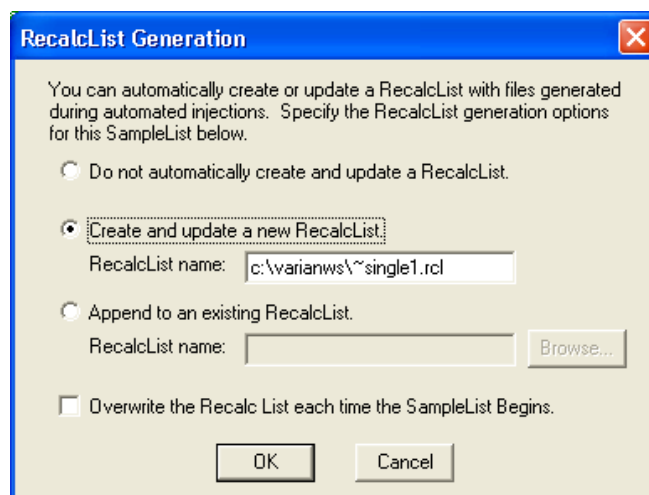 RecalcList Generation
You can automatically create or update a RecalcList with files generated
during automated injections.  Specify the RecalcList generation options
for this SampleList below.
Do not automatically create and update a RecalcList.
Create and update a new RecalcList.
RecalcList name: c:\varianws\~single1.rcl
Append to an existing RecalcList.
RecalcList name: Browse...
Overwrite the Recalc List each time the SampleList Begins.
OK Cancel